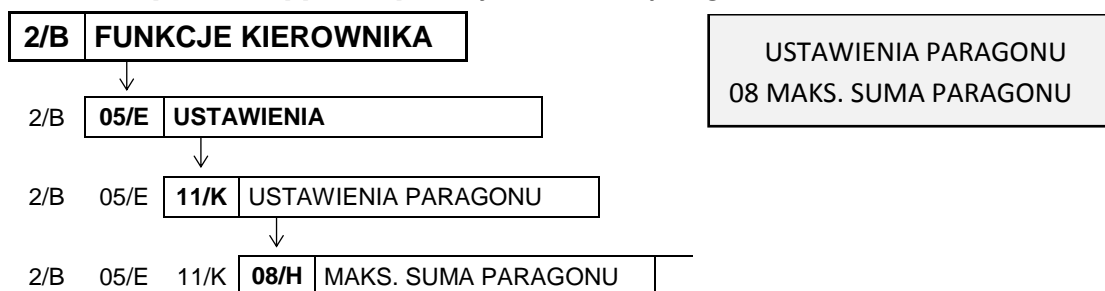 2/B FUNKCJE KIEROWNIKA
2/B 05/E USTAWIENIA
2/B 05/E 11/K USTAWIENIA PARAGONU
2/B 05/E 11/K 08/H MAKS. SUMA PARAGONU
USTAWIENIA PARAGONU
08 MAKS. SUMA PARAGONU